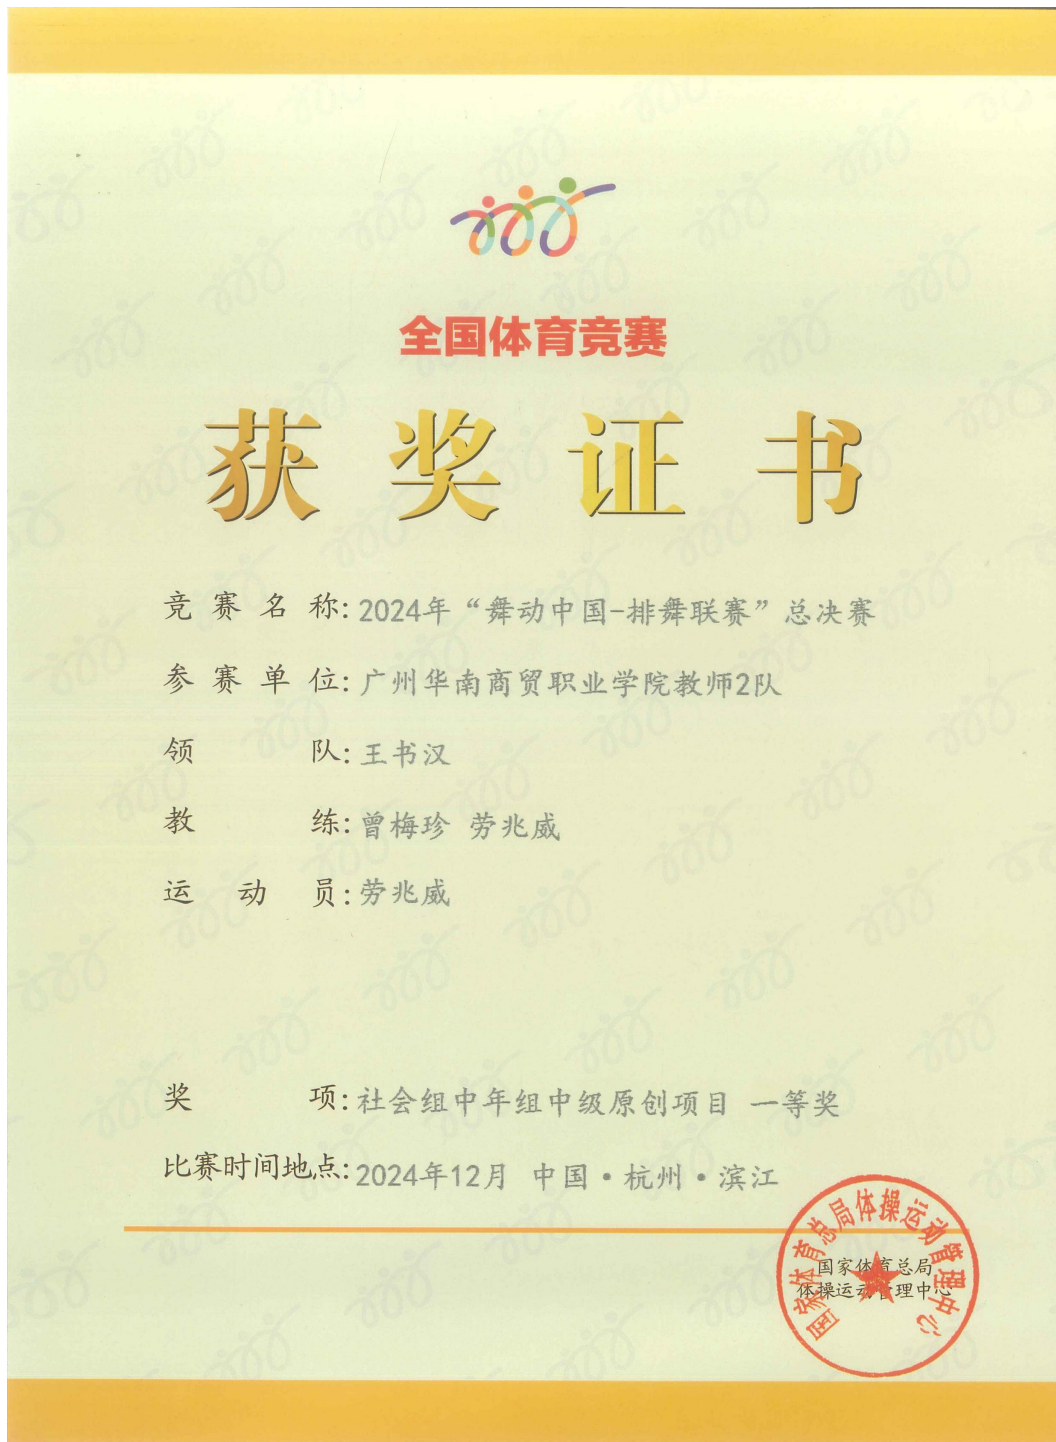 全国体育竞赛
获奖证书
竞赛名称:2024年“舞动中国-排舞联赛”总决赛
参赛单位:广州华南商贸职业学院教师2队
领队:王书汉
教练:曾梅珍 劳兆威
运动员:劳兆威
奖项:社会组中年组中级原创项目 一等奖
比赛时间地点:2024年12月 中国·杭州·滨江
国家体育总局体操运动管理中心
国家体育总局
体操运动管理中心